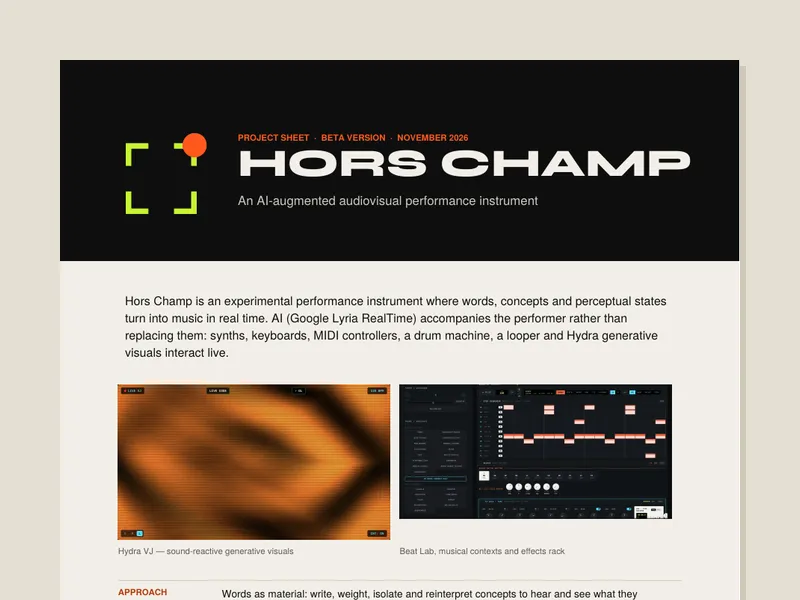 PROJECT SHEET · BETA VERSION · NOVEMBER 2026
HORS CHAMP
An AI-augmented audiovisual performance instrument
Hors Champ is an experimental performance instrument where words, concepts and perceptual states
turn into music in real time. AI (Google Lyria RealTime) accompanies the performer rather than
replacing them: synths, keyboards, MIDI controllers, a drum machine, a looper and Hydra generative
visuals interact live.
Hydra VJ — sound-reactive generative visuals
Beat Lab, musical contexts and effects rack
APPROACH
Words as material: write, weight, isolate and reinterpret concepts to hear and see what they